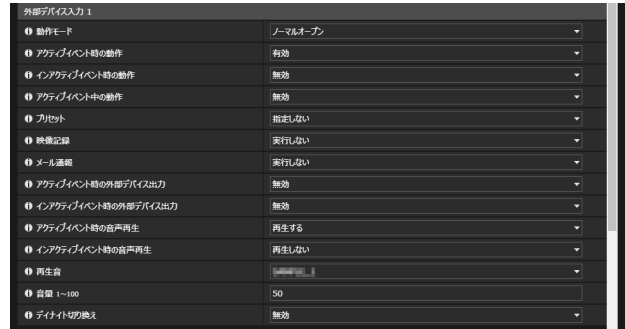 外部デバイス入力 1
動作モード ノーマルオープン
アクティブイベント時の動作 有効
インアクティブイベント時の動作 無効
アクティブイベント中の動作 無効
プリセット 指定しない
映像記録 実行しない
メール通報 実行しない
アクティブイベント時の外部デバイス出力 無効
インアクティブイベント時の外部デバイス出力 無効
アクティブイベント時の音声再生 再生する
インアクティブイベント時の音声再生 再生しない
再生音
音量 1~100 50
デイナイト切り換え 無効